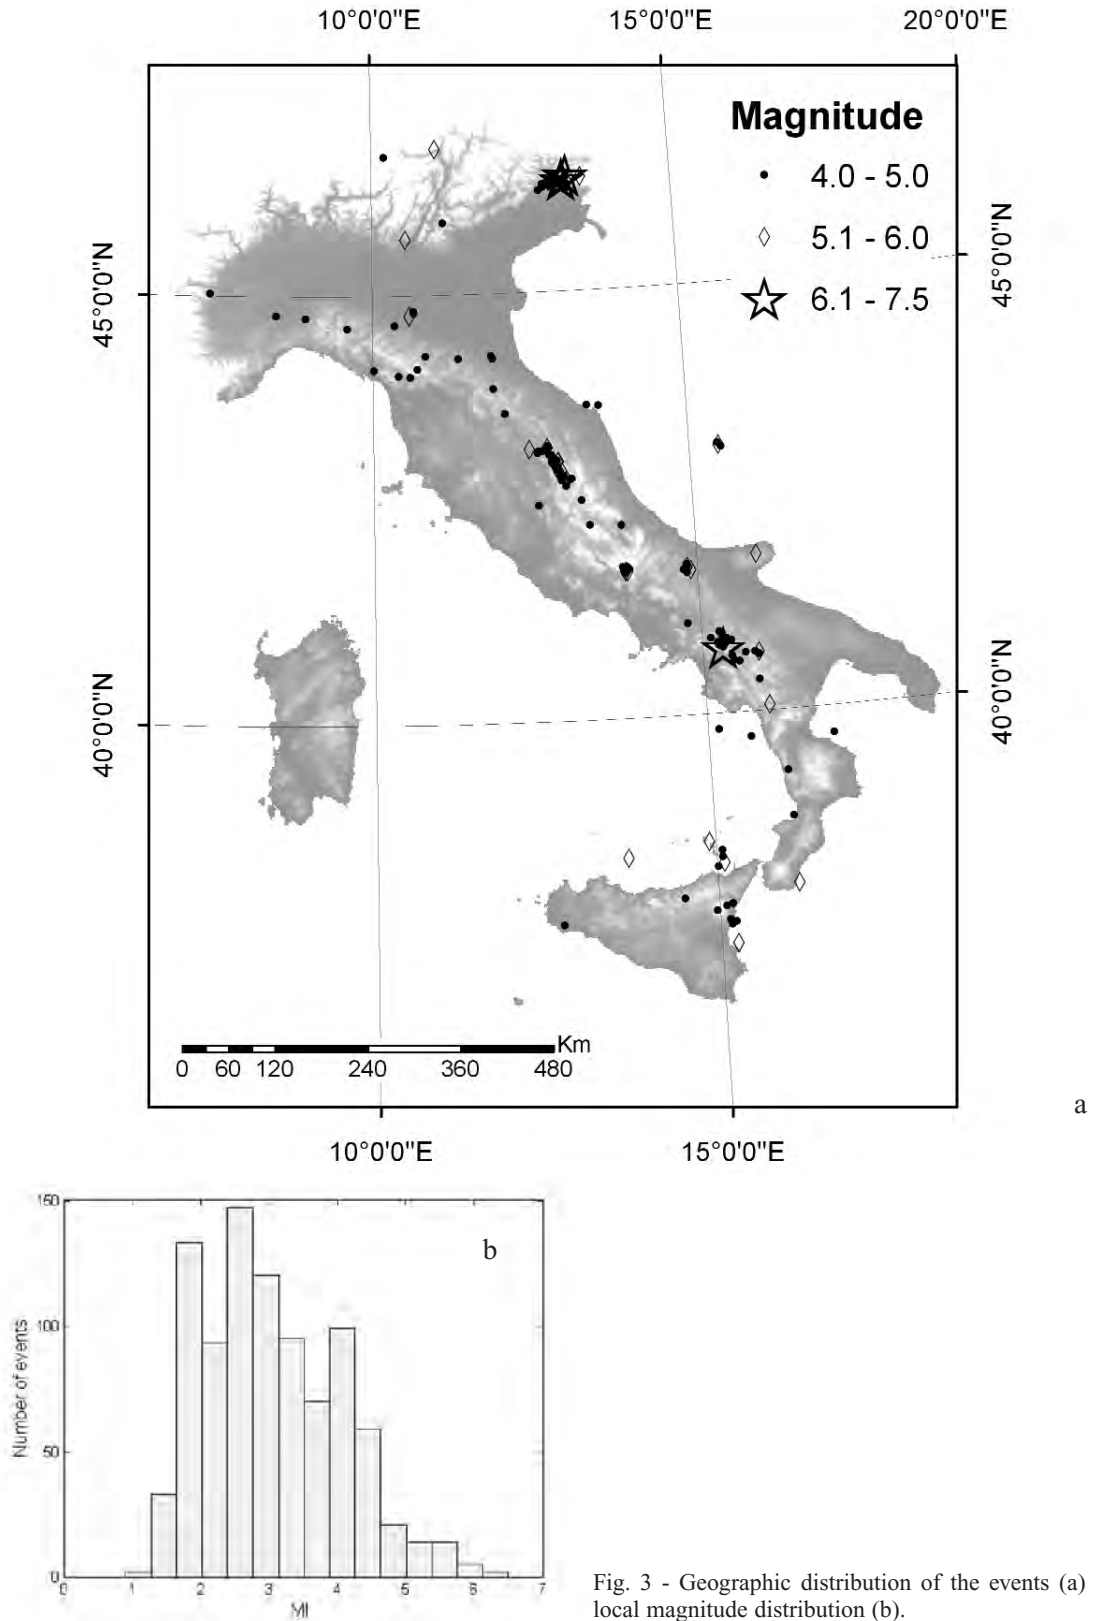 10°0'0"E 15°0'0"E 20°0'0"E
Magnitude
4.0 - 5.0
5.1 - 6.0
6.1 - 7.5
45°0'0"N
45°0'0"N
40°0'0"N
40°0'0"N
Km
0 60 120 240 360 480
a
10°0'0"E 15°0'0"E
150
100
50
0
Number of events
b
0 1 2 3 4 5 6 7
Ml
Fig. 3 - Geographic distribution of the events (a)
local magnitude distribution (b).